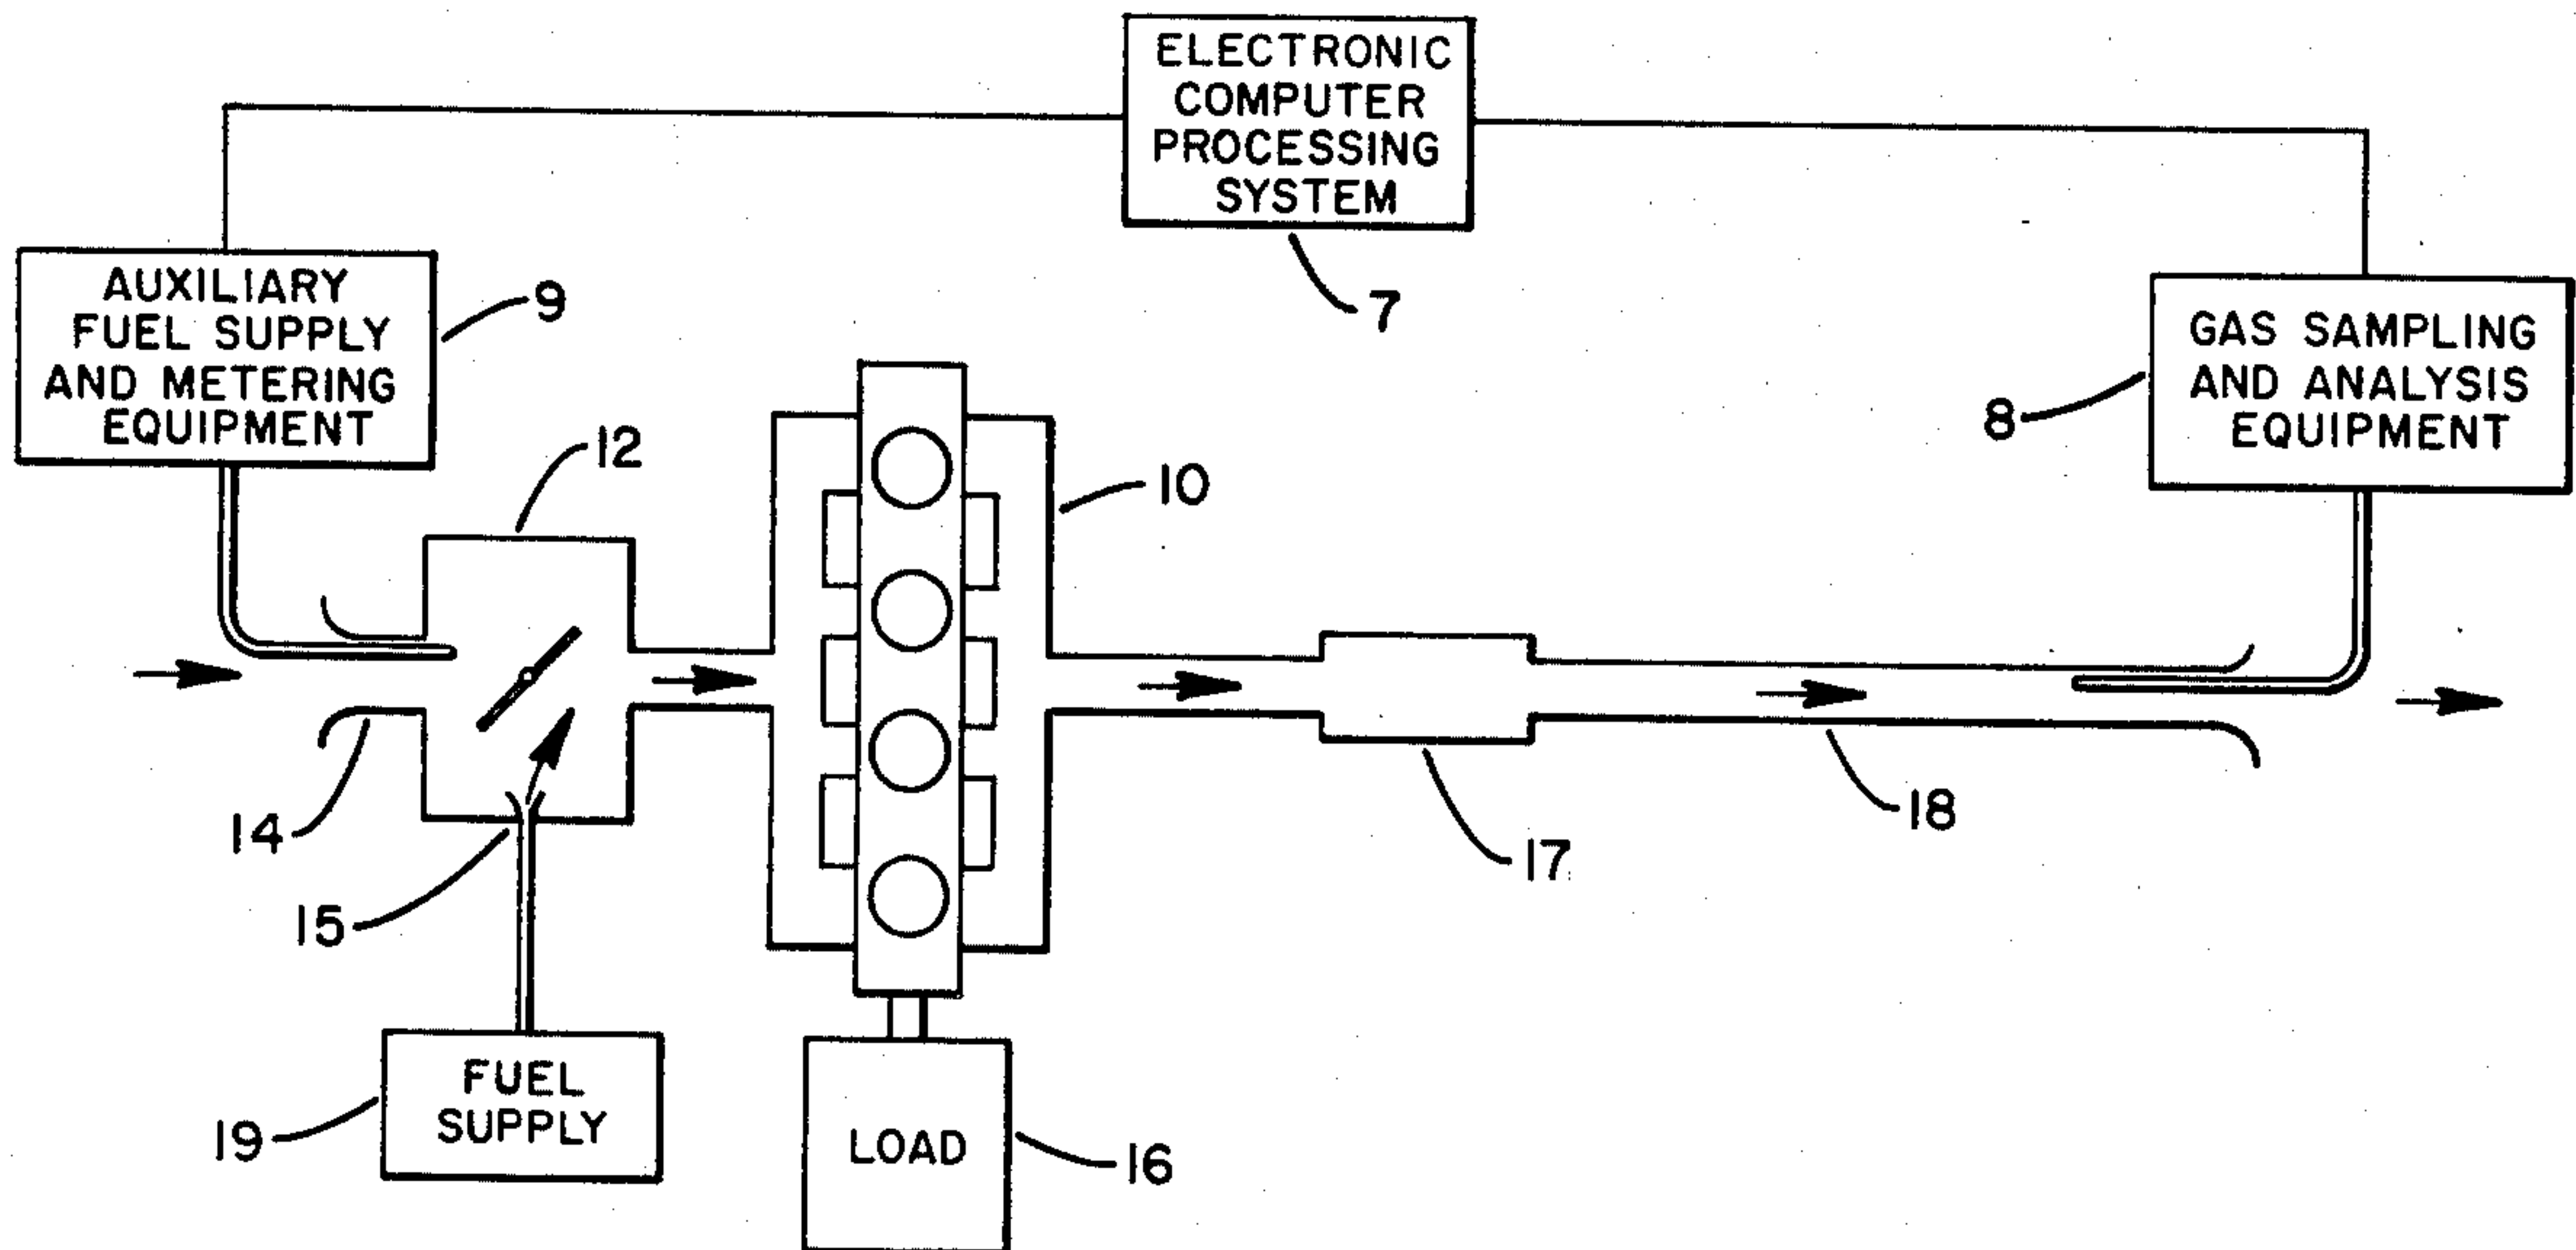 ELECTRONIC
COMPUTER
PROCESSING
SYSTEM
7
AUXILIARY
FUEL SUPPLY
AND METERING
EQUIPMENT
9
GAS SAMPLING
AND ANALYSIS
EQUIPMENT
8
12
10
14
15
17
18
FUEL
SUPPLY
19
LOAD
16